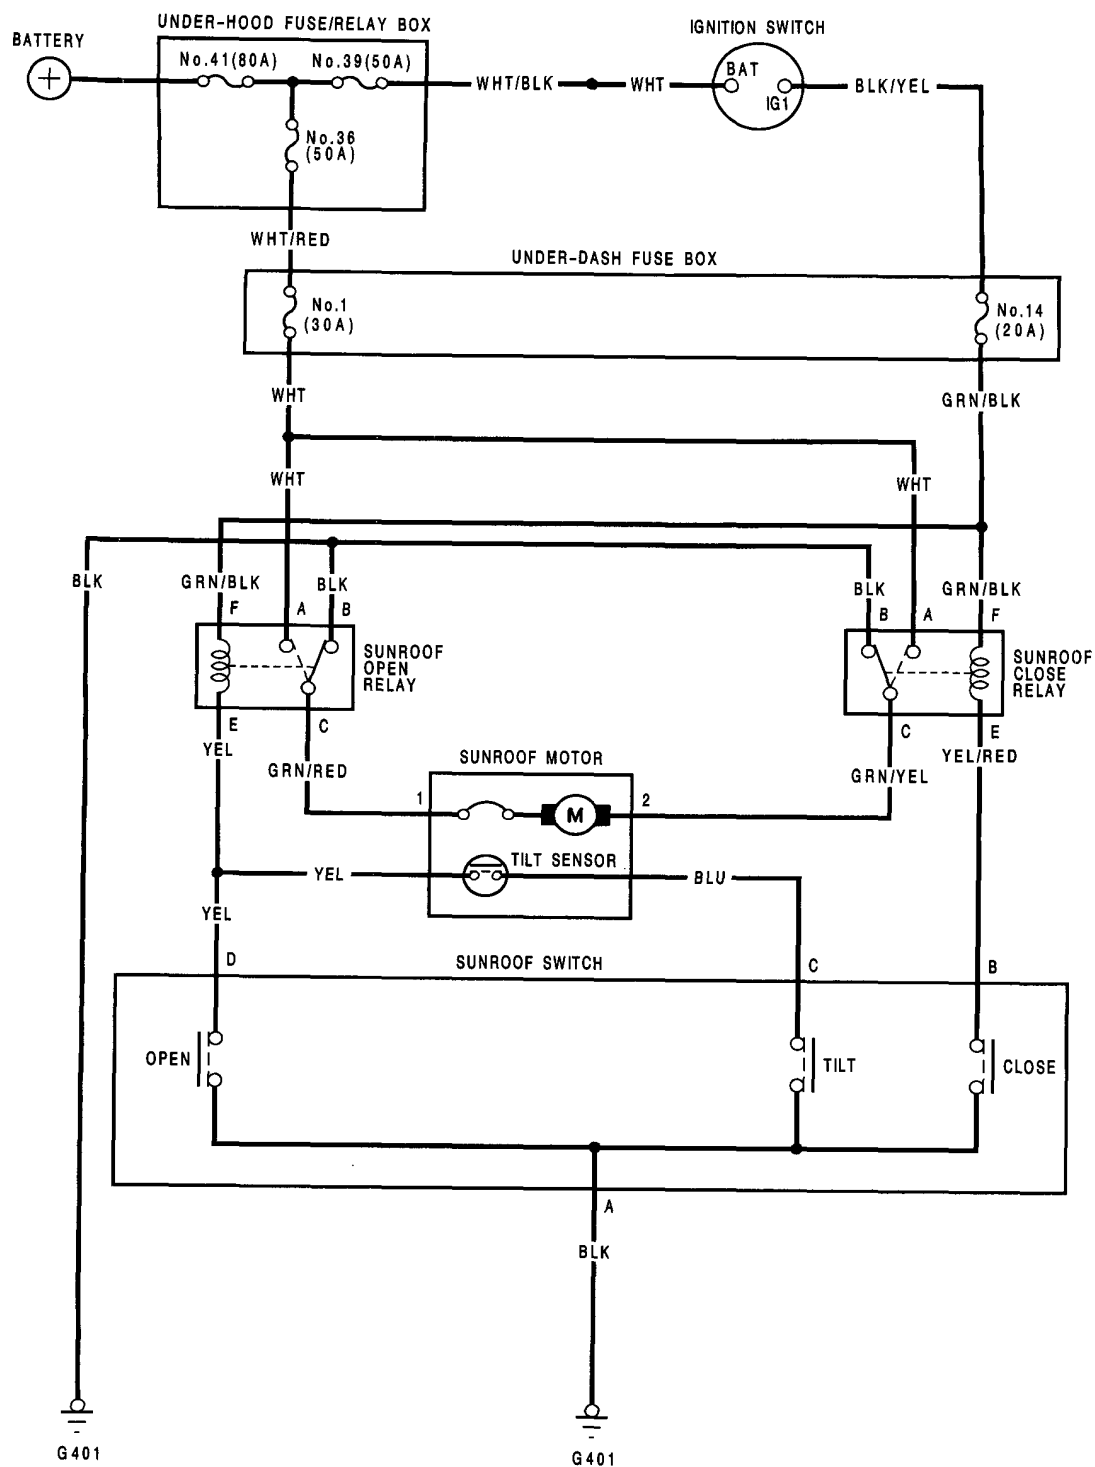 UNDER-HOOD FUSE/RELAY BOX
IGNITION SWITCH
BATTERY
No.41(80A)
No.39(50A)
WHT/BLK
WHT
BAT
IG1
BLK/YEL
No.36
(50A)
WHT/RED
UNDER-DASH FUSE BOX
No.1
(30A)
No.14
(20A)
WHT
GRN/BLK
WHT
WHT
BLK
GRN/BLK
BLK
BLK
GRN/BLK
F
A
B
B
A
F
SUNROOF
OPEN
RELAY
SUNROOF
CLOSE
RELAY
E
C
C
E
YEL
GRN/RED
SUNROOF MOTOR
GRN/YEL
YEL/RED
1
2
M
TILT SENSOR
YEL
BLU
YEL
D
SUNROOF SWITCH
C
B
OPEN
TILT
CLOSE
A
BLK
G401
G401